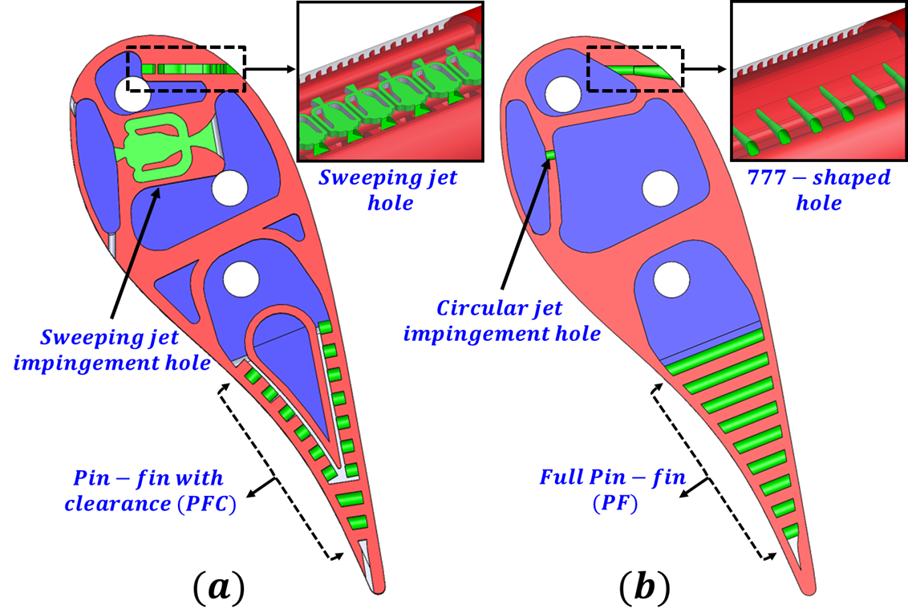 Sweeping jet
hole
777 − shaped
hole
Sweeping jet
impingement hole
Circular jet
impingement hole
Pin − fin with
clearance (PFC)
Full Pin − fin
(PF)
(a)
(b)